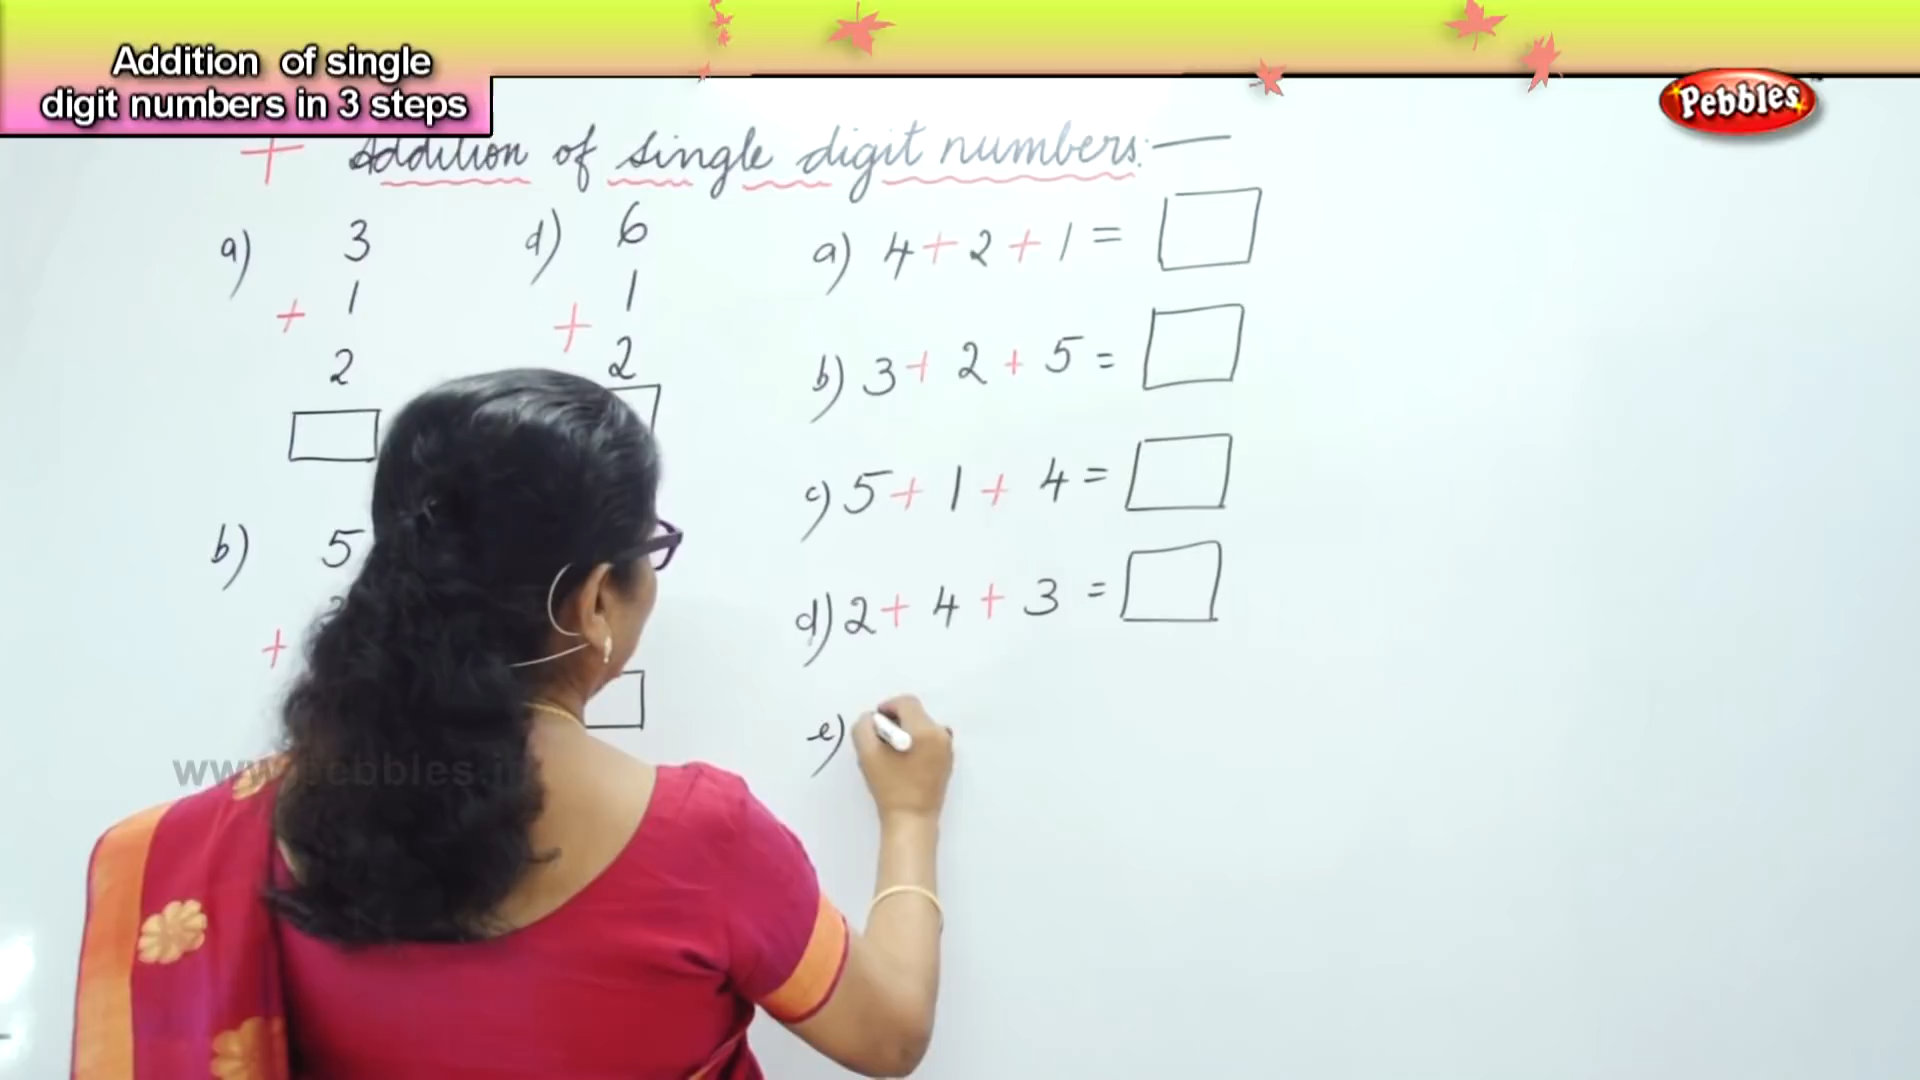 Addition of single
digit numbers in 3 steps
Pebbles
+ Addition of single digit numbers:-
a) 3
+ 1
2
d) 6
+ 1
2
b) 5
+
a) 4 + 2 + 1 =
b) 3 + 2 + 5 =
c) 5 + 1 + 4 =
d) 2 + 4 + 3 =
e)